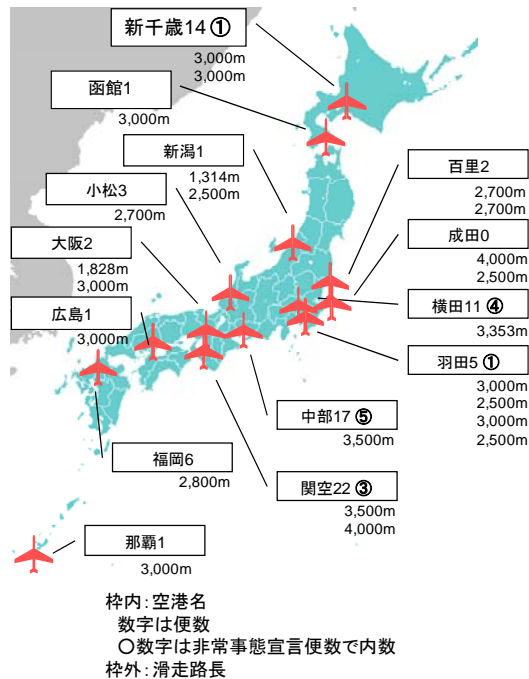 新千歳14 ①
3,000m
3,000m
函館1
3,000m
新潟1
1,314m
2,500m
小松3
2,700m
大阪2
1,828m
3,000m
広島1
3,000m
百里2
2,700m
2,700m
成田0
4,000m
2,500m
横田11 ④
3,353m
羽田5 ①
3,000m
2,500m
3,000m
2,500m
中部17 ⑤
3,500m
福岡6
2,800m
関空22 ③
3,500m
4,000m
那覇1
3,000m
枠内：空港名
数字は便数
〇数字は非常事態宣言便数で内数
枠外：滑走路長